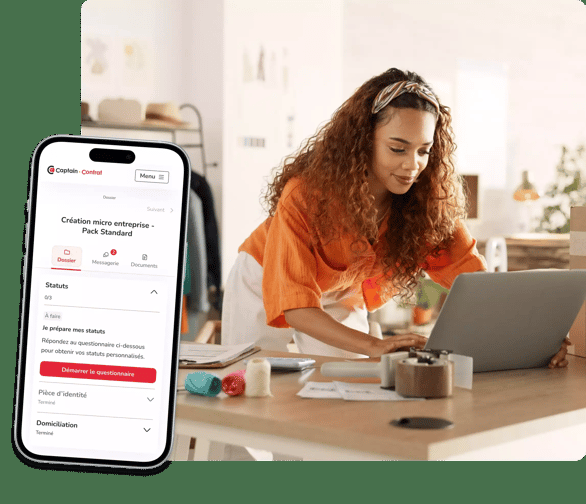 Captain Contrat
Menu
Dossier
Suivant
Création micro entreprise -
Pack Standard
2
Dossier
Messagerie
Documents
Statuts
0/3
À faire
Je prépare mes statuts
Répondez au questionnaire ci-dessous
pour obtenir vos statuts personnalisés.
Démarrer le questionnaire
Pièce d'identité
Terminé
Domiciliation
Terminé